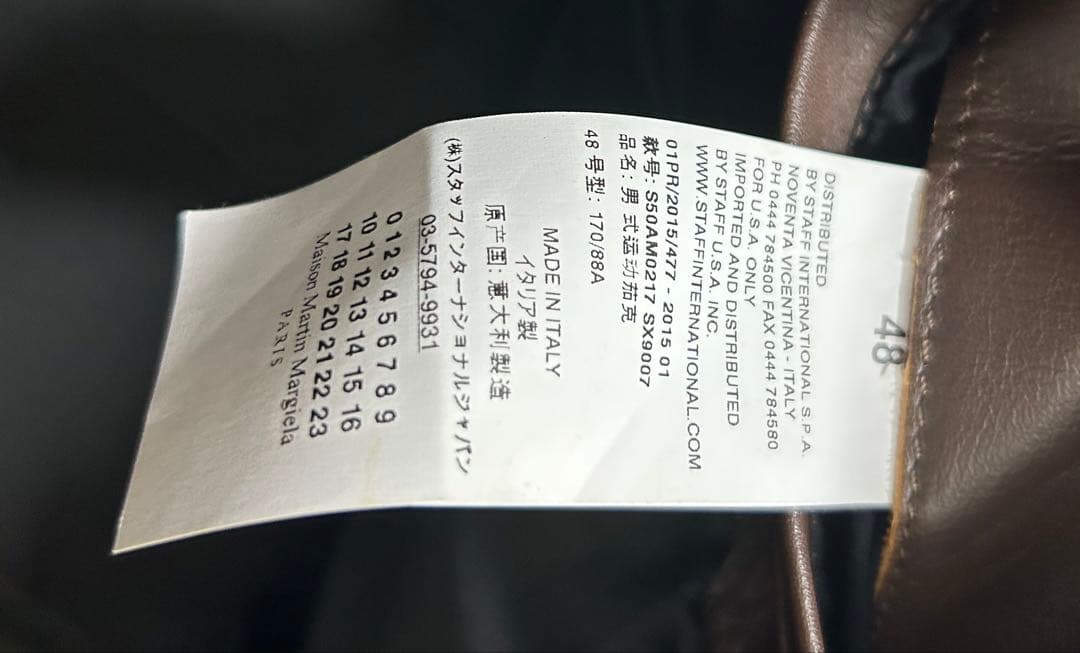 48
DISTRIBUTED
BY STAFF INTERNATIONAL S.P.A.
NOVENTA VICENTINA - ITALY
PH 0444 784500 FAX 0444 784580
FOR U.S.A. ONLY
IMPORTED AND DISTRIBUTED
BY STAFF U.S.A. INC.
WWW.STAFFINTERNATIONAL.COM
01PR/2015/477 - 2015 01
款号: S50AM0217 SX9007
品名: 男 式运动茄克
48 号型: 170/88A
MADE IN ITALY
イタリア製
原产国: 意大利製造
(株)スタッフインターナショナルジャパン
03-5794-9931
0 1 2 3 4 5 6 7 8 9
10 11 12 13 14 15 16
17 18 19 20 21 22 23
Maison Martin Margiela
PARIS